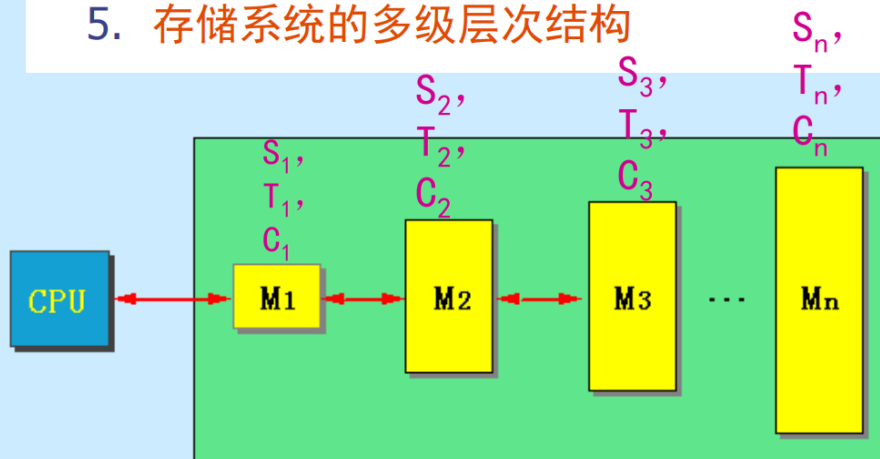 5. 存储系统的多级层次结构
S1,
T1,
C1
S2,
T2,
C2
S3,
T3,
C3
Sn,
Tn,
Cn
CPU
M1
M2
M3
...
Mn